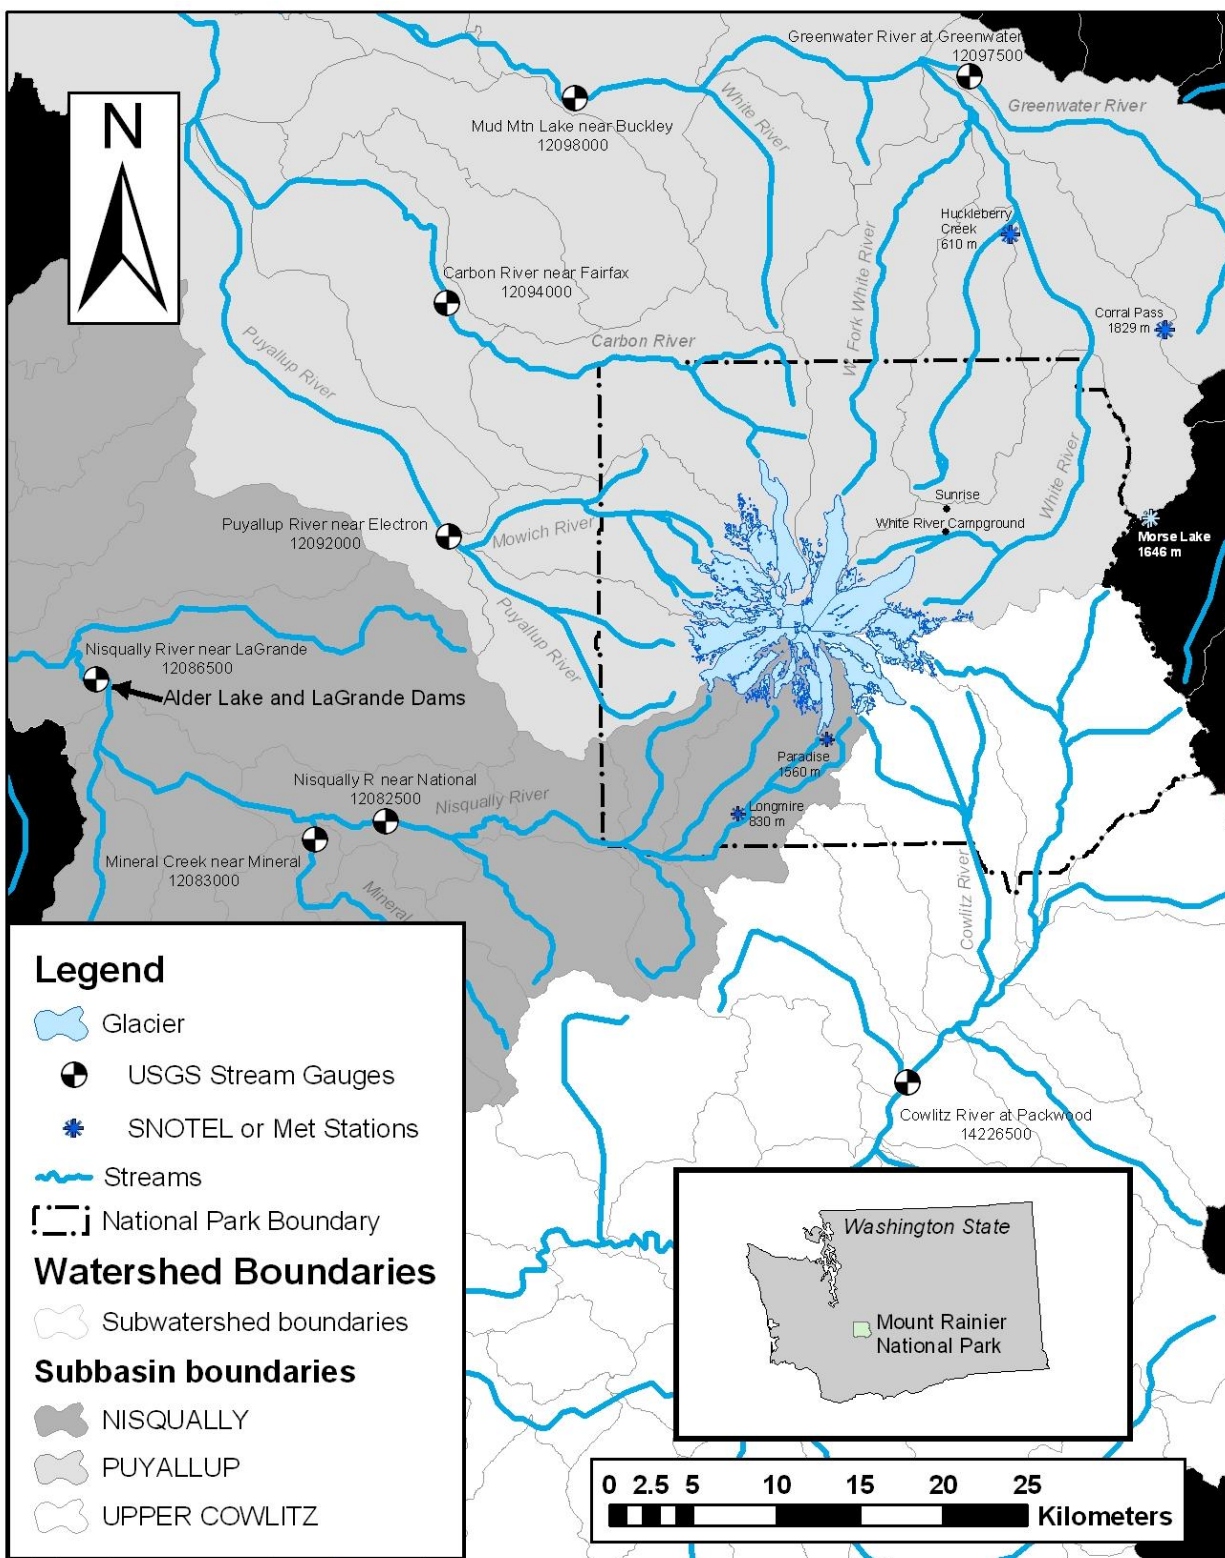 Greenwater River at Greenwater
12097500
N
Mud Mtn Lake near Buckley
12098000
White River
Greenwater River
Huckleberry
Creek
610 m
Carbon River near Fairfax
12094000
W. Fork White River
Corral Pass
1829 m
Puyallup River
Carbon River
White River
Sunrise
White River Campground
Puyallup River near Electron
12092000
Mowich River
Morse Lake
1646 m
Puyallup River
Nisqually River near LaGrande
12086500
Alder Lake and LaGrande Dams
Paradise
1560 m
Nisqually R near National
12082500
Nisqually River
Longmire
830 m
Mineral Creek near Mineral
12083000
Mineral
Cowlitz River
Legend
Glacier
USGS Stream Gauges
SNOTEL or Met Stations
Streams
National Park Boundary
Watershed Boundaries
Subwatershed boundaries
Subbasin boundaries
NISQUALLY
PUYALLUP
UPPER COWLITZ
Cowlitz River at Packwood
14226500
Washington State
Mount Rainier
National Park
0 2.5 5 10 15 20 25
Kilometers